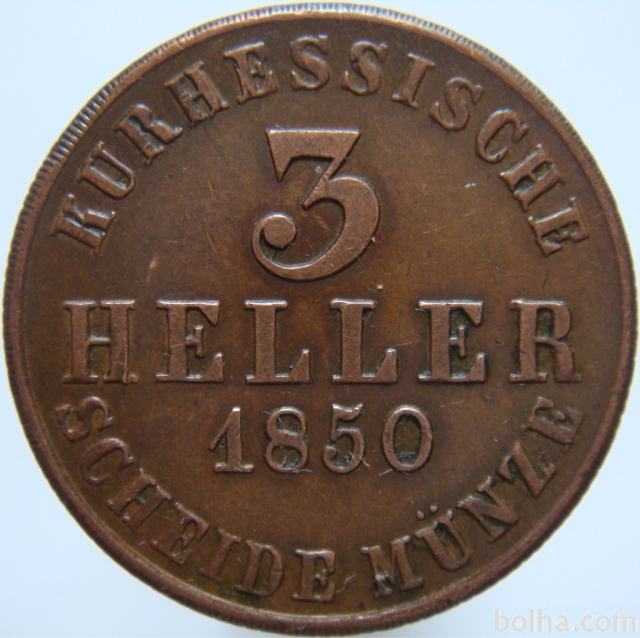 KURHESSISCHE
3
HELLER
1850
SCHEIDE MÜNZE
bolha.com